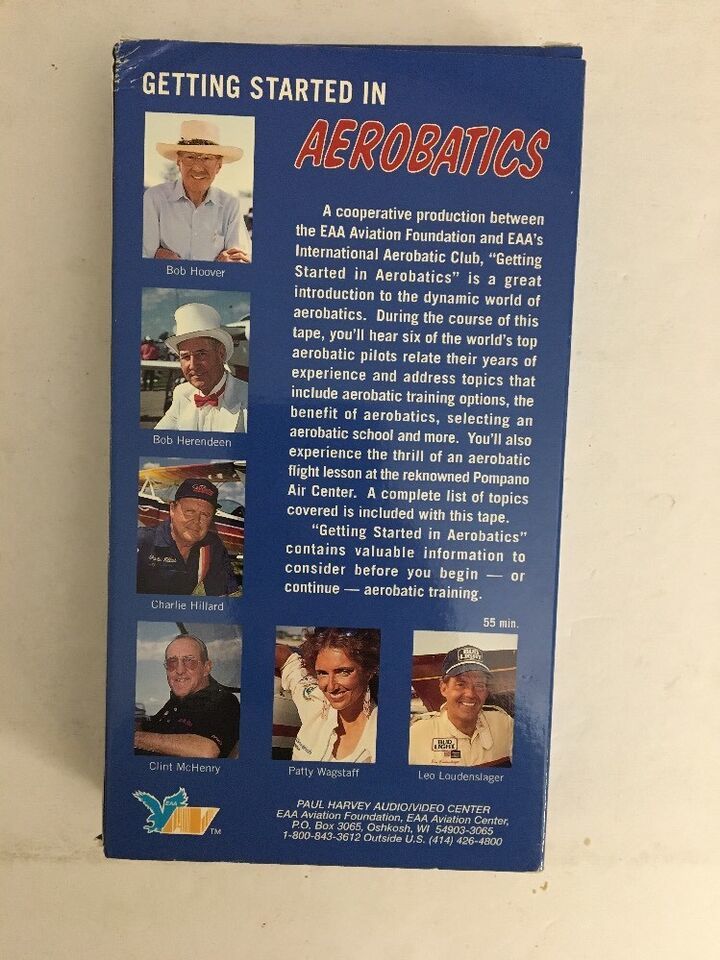 GETTING STARTED IN
AEROBATICS
Bob Hoover
Bob Herendeen
Charlie Hillard
Clint McHenry
Patty Wagstaff
Leo Loudenslager
A cooperative production between
the EAA Aviation Foundation and EAA's
International Aerobatic Club, "Getting
Started in Aerobatics" is a great
introduction to the dynamic world of
aerobatics. During the course of this
tape, you'll hear six of the world's top
aerobatic pilots relate their years of
experience and address topics that
include aerobatic training options, the
benefit of aerobatics, selecting an
aerobatic school and more. You'll also
experience the thrill of an aerobatic
flight lesson at the reknowned Pompano
Air Center. A complete list of topics
covered is included with this tape.
"Getting Started in Aerobatics"
contains valuable information to
consider before you begin — or
continue — aerobatic training.
55 min.
BUD
LIGHT
BUD
LIGHT
EAA
TM
PAUL HARVEY AUDIO/VIDEO CENTER
EAA Aviation Foundation, EAA Aviation Center,
P.O. Box 3065, Oshkosh, WI 54903-3065
1-800-843-3612 Outside U.S. (414) 426-4800